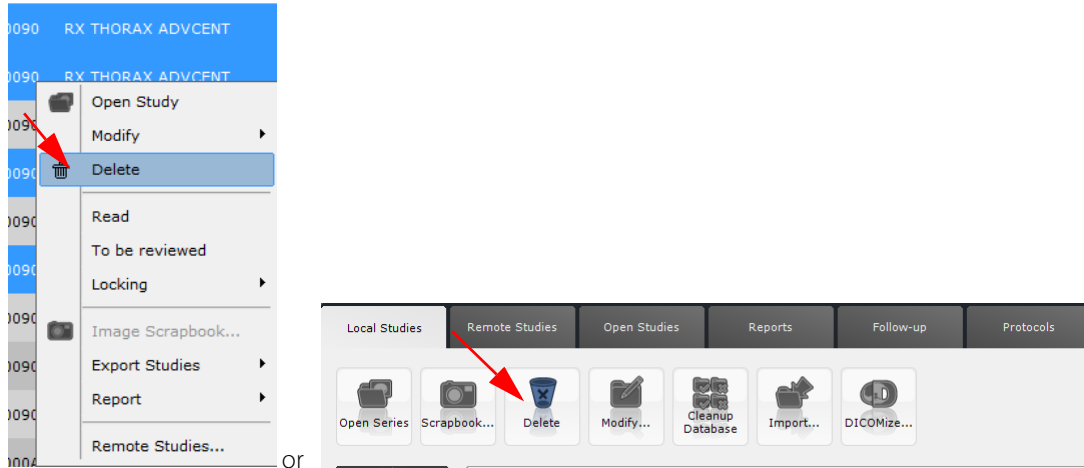 0090 RX THORAX ADVCENT
0090 RX THORAX ADVCENT
Open Study
Modify
Delete
Read
To be reviewed
Locking
Image Scrapbook...
Export Studies
Report
Remote Studies...
or
Local Studies Remote Studies Open Studies Reports Follow-up Protocols
Open Series Scrapbook... Delete Modify... Cleanup Database Import... DICOMize...